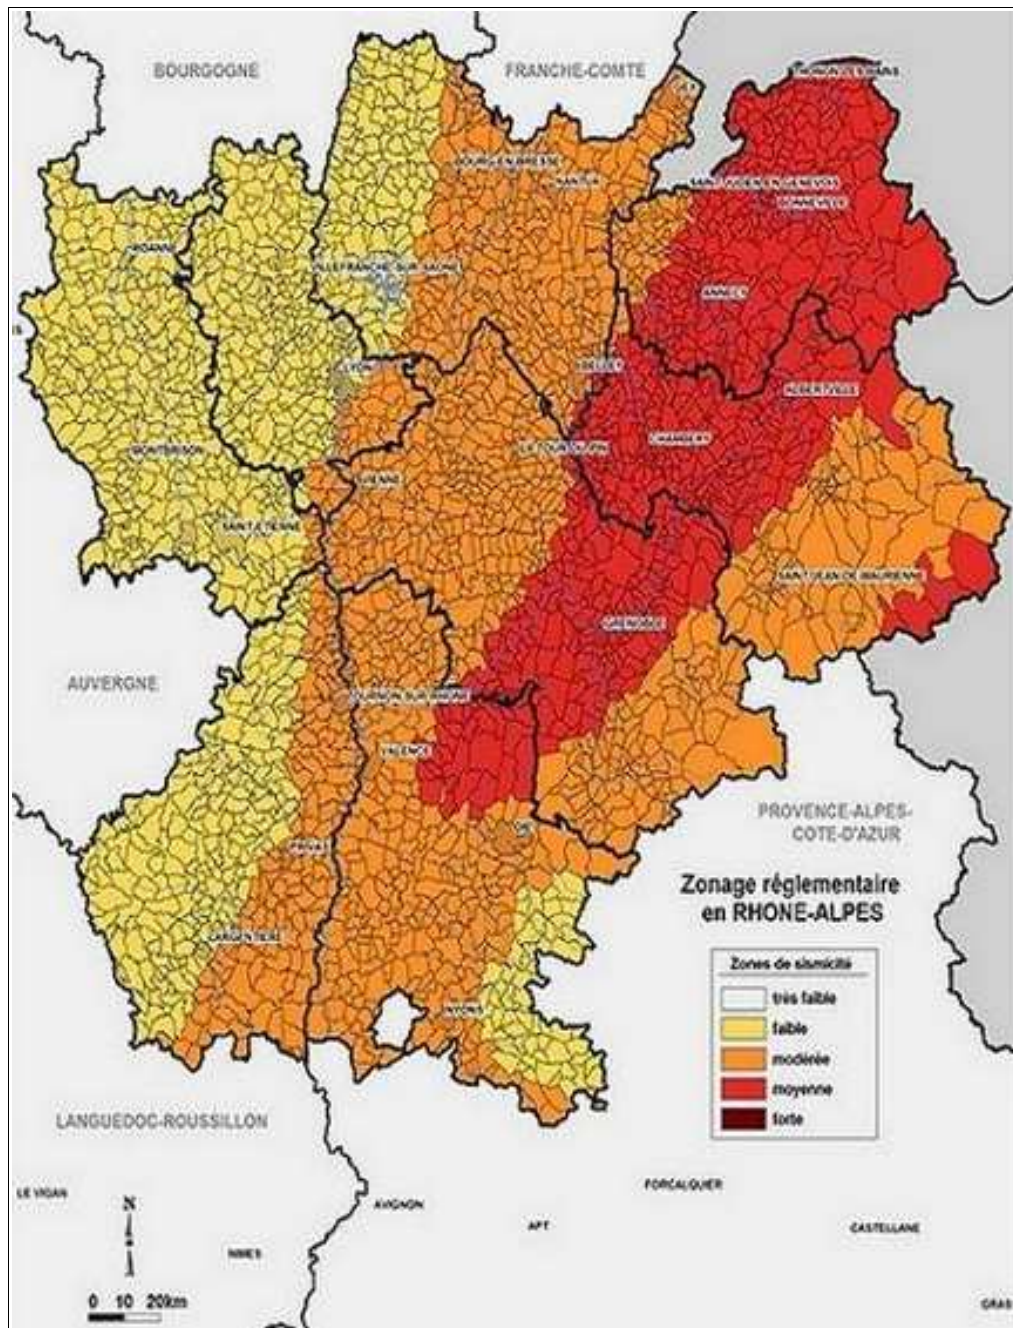 BOURGOGNE
FRANCHE-COMTE
THONON LES BAINS
BOURG-EN-BRESSE
NANTUA
SAINT-JULIEN-EN-GENEVOIS
BONNEVILLE
ROANNE
VILLEFRANCHE-SUR-SAONE
ANNECY
LYON
BELLEY
ALBERTVILLE
CHAMBERY
MONTBRISON
LA TOUR-DU-PIN
VIENNE
SAINT-ETIENNE
SAINT-JEAN-DE-MAURIENNE
GRENOBLE
AUVERGNE
TOURNON-SUR-RHONE
VALENCE
PROVENCE-ALPES-
COTE-D'AZUR
DIE
PRIVAS
Zonage réglementaire
en RHONE-ALPES
LARGENTIERE
Zones de sismicité
très faible
faible
modérée
moyenne
forte
NYONS
LANGUEDOC-ROUSSILLON
LE VIGAN
FORCALQUIER
AVIGNON
APT
CASTELLANE
N
NIMES
0 10 20km
GRAS